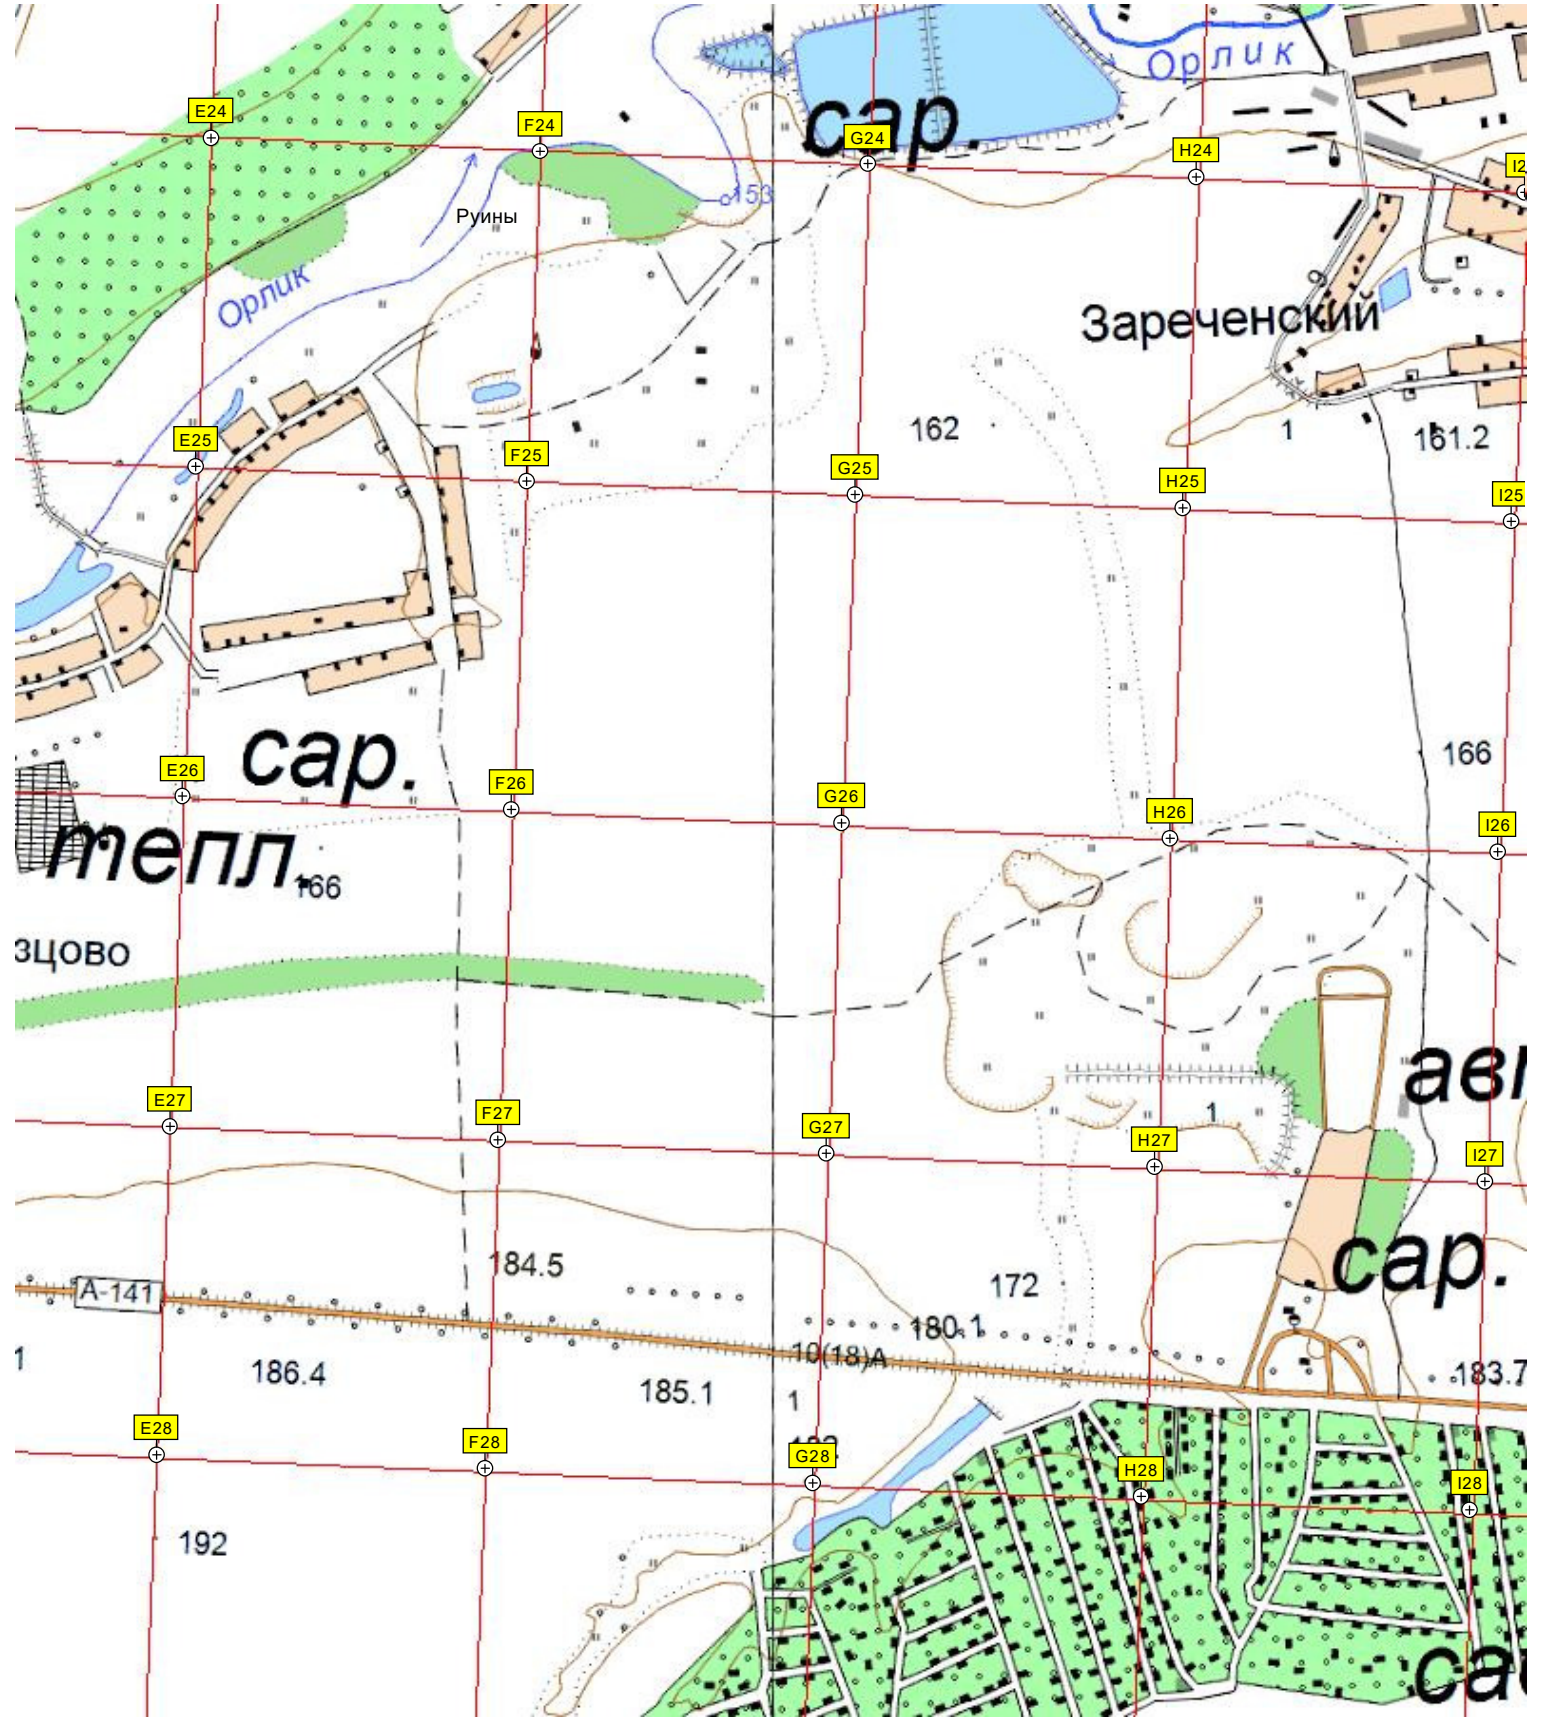 Орлик
сар.
E24
F24
G24
H24
153
Руины
Орлик
Зареченский
162
1
161.2
E25
F25
G25
H25
I25
сар.
166
E26
F26
G26
H26
I26
тепл.
166
зцово
E27
F27
G27
H27
I27
1
184.5
172
сар.
А-141
180.1
10(18)А
1
186.4
185.1
1
183.7
E28
F28
G28
H28
I28
192